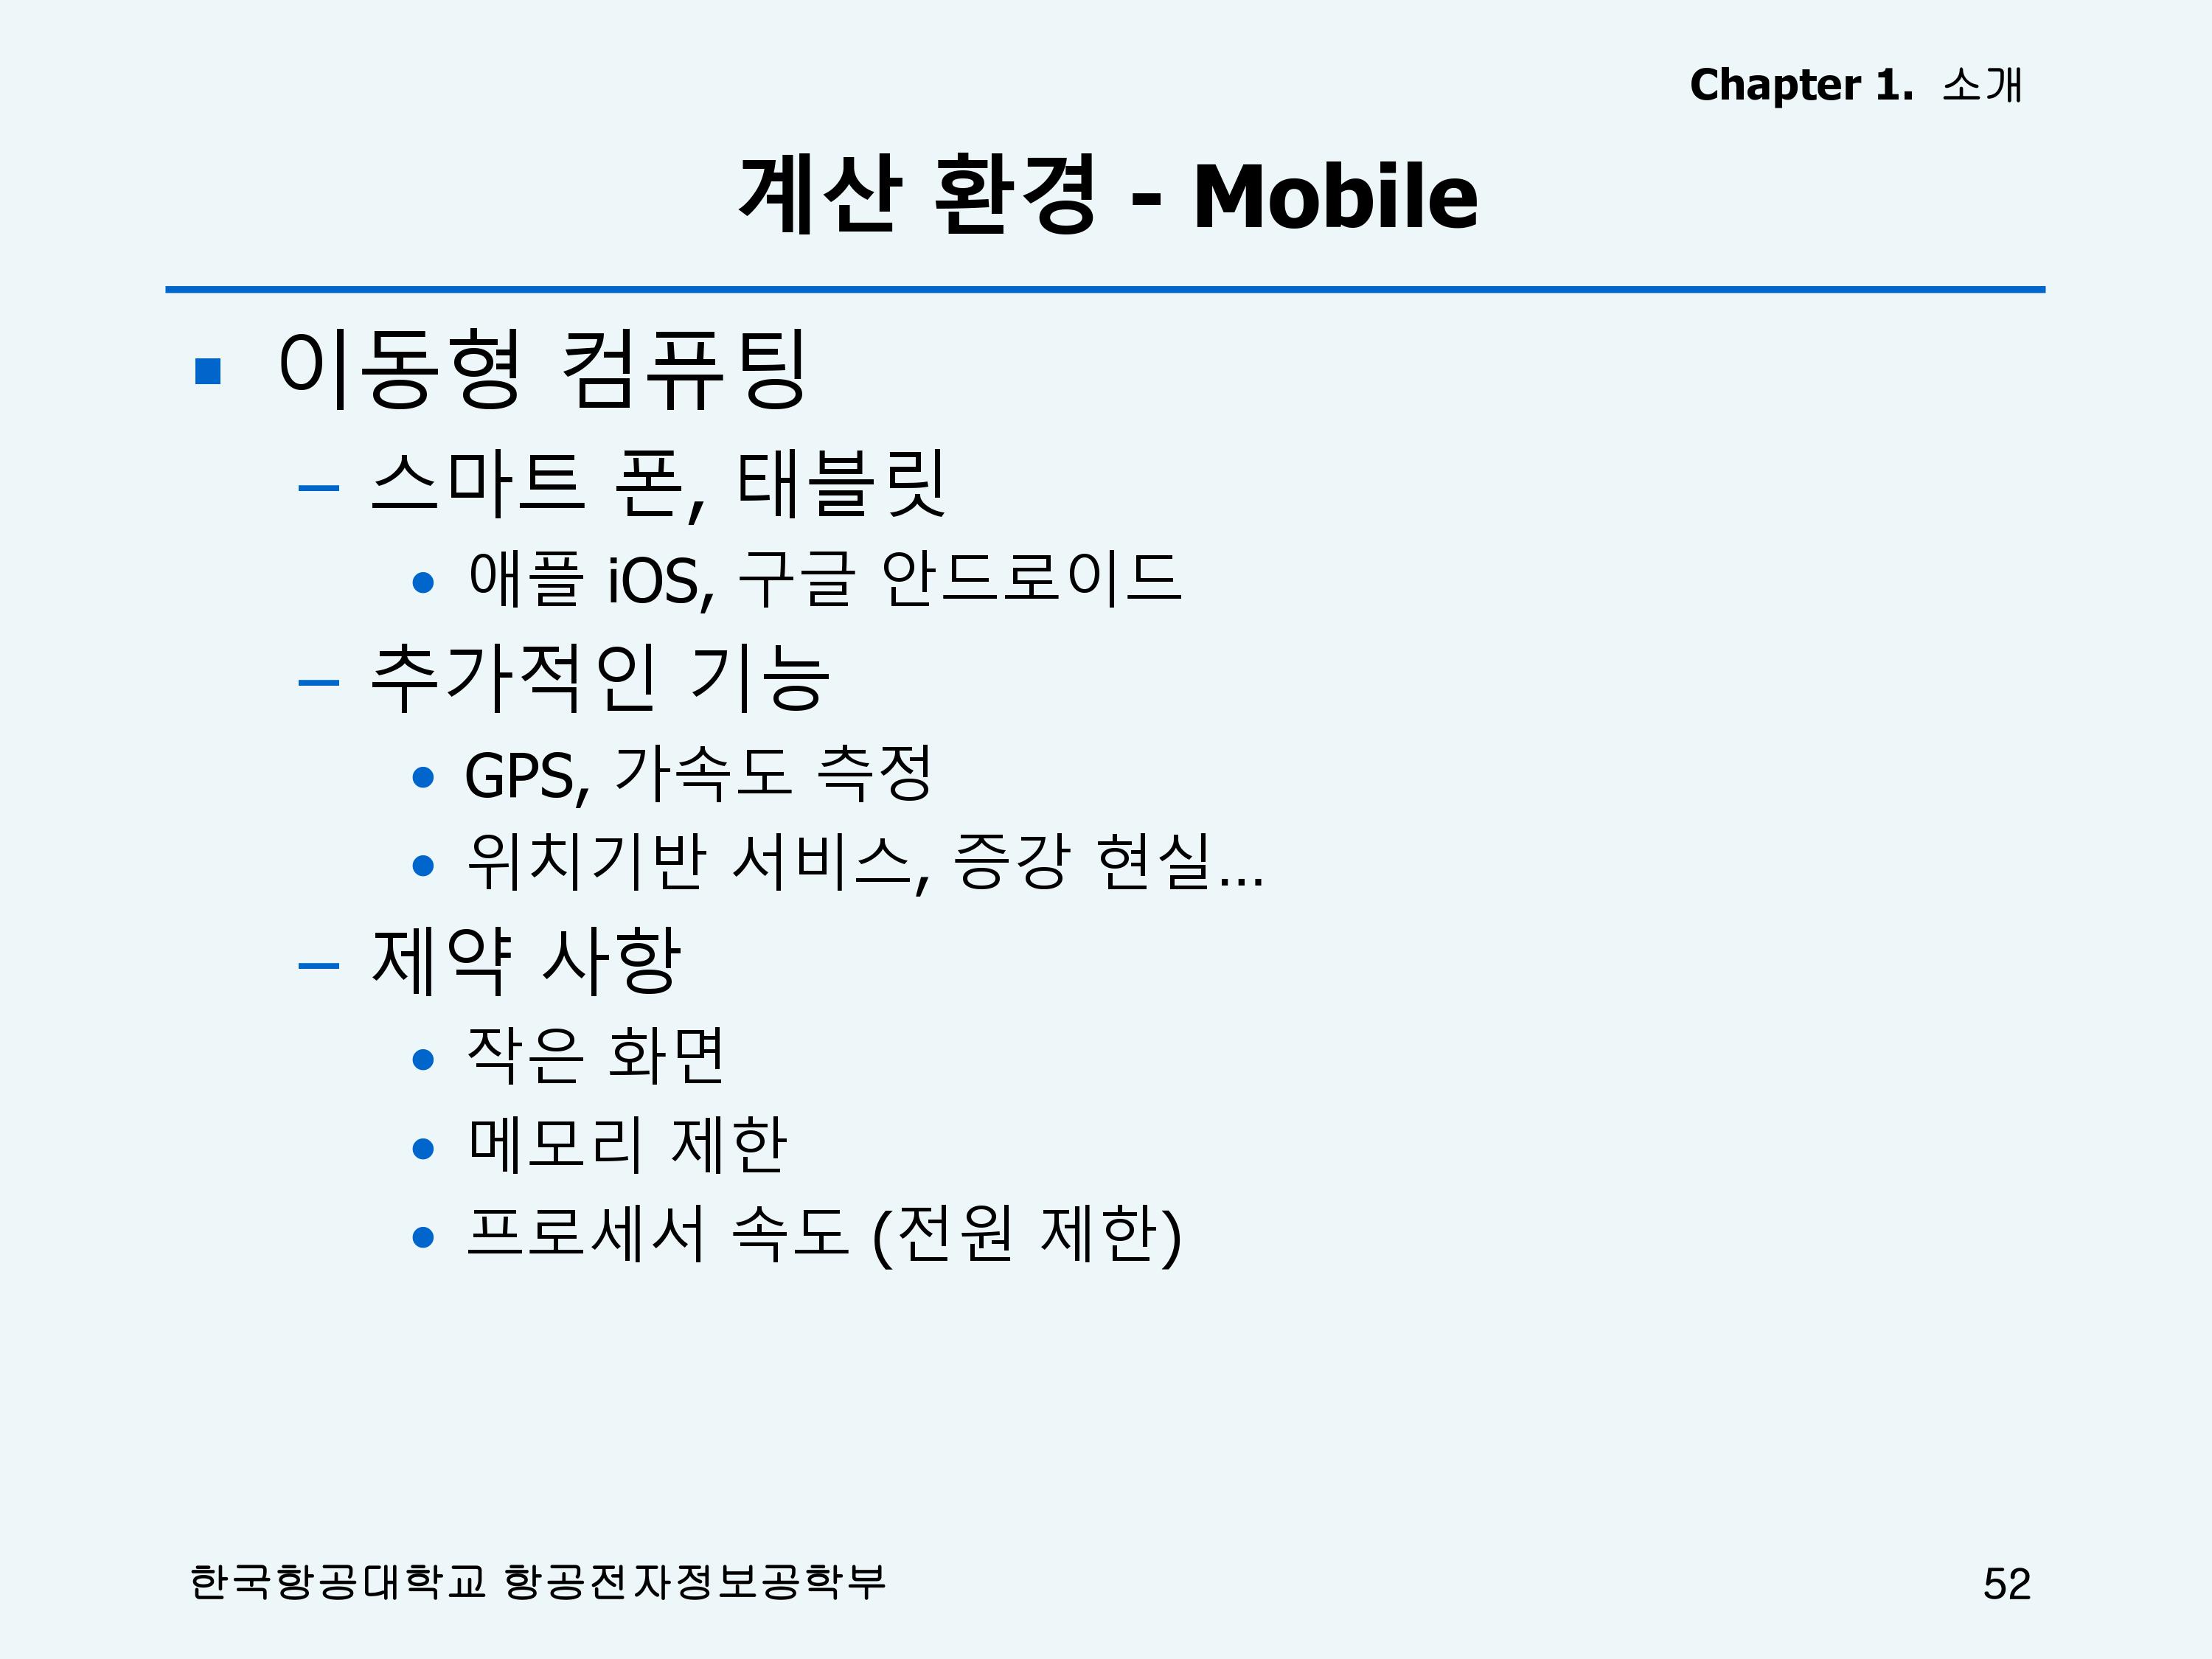 Chapter 1. 소개
계산 환경 - Mobile
▪ 이동형 컴퓨팅
– 스마트 폰, 태블릿
• 애플 iOS, 구글 안드로이드
– 추가적인 기능
• GPS, 가속도 측정
• 위치기반 서비스, 증강 현실...
– 제약 사항
• 작은 화면
• 메모리 제한
• 프로세서 속도 (전원 제한)
한국항공대학교 항공전자정보공학부
52